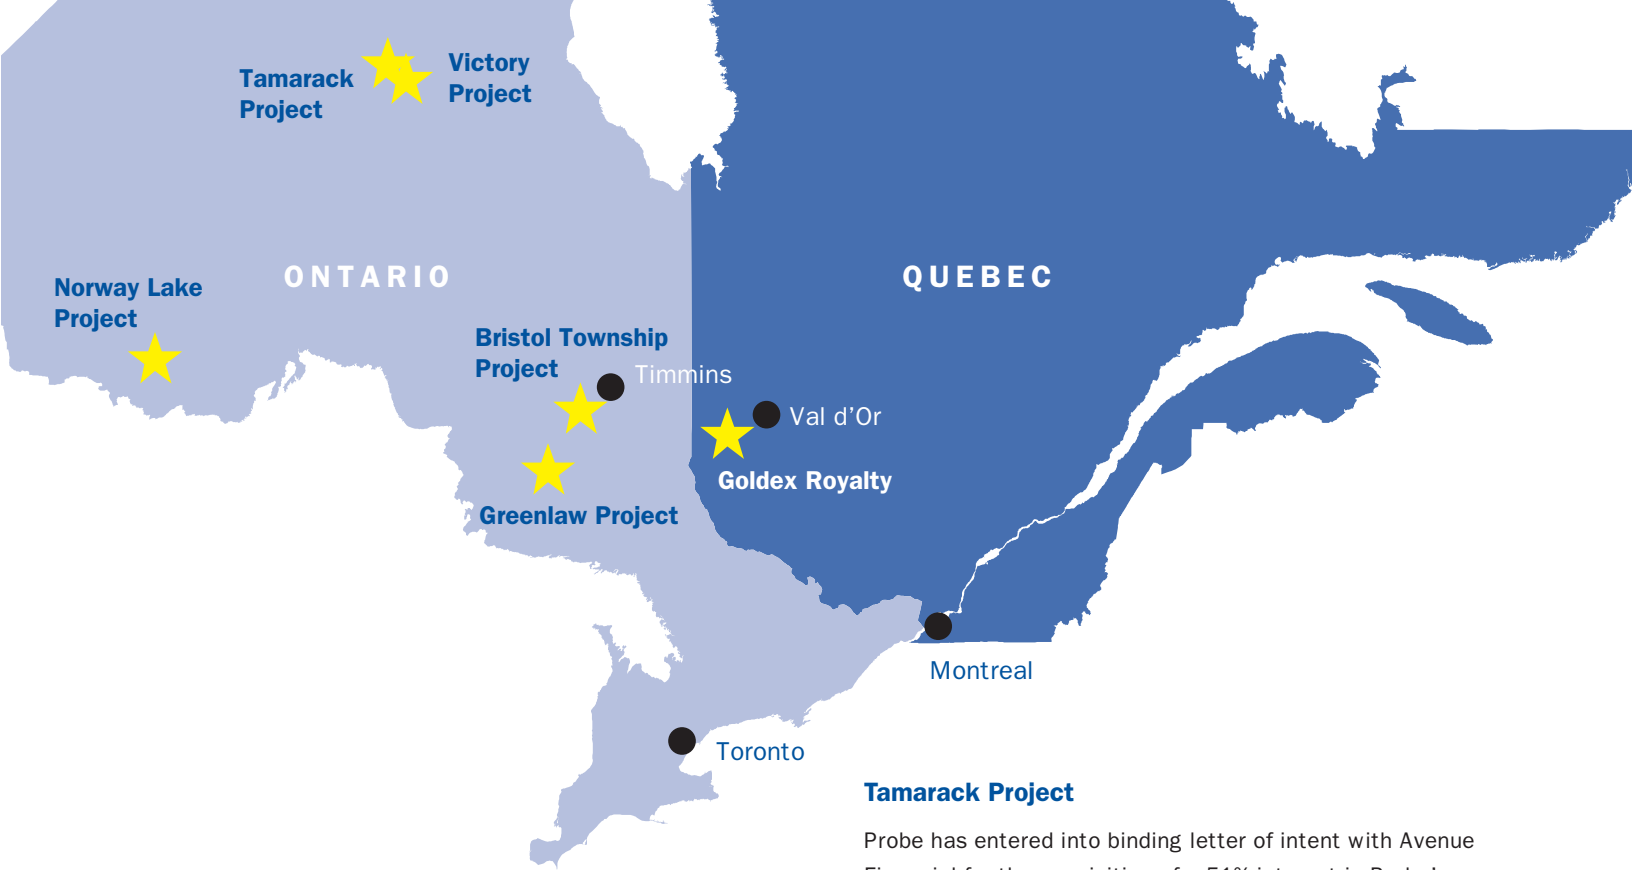 Victory
Project
Tamarack
Project
ONTARIO
QUEBEC
Norway Lake
Project
Bristol Township
Project
Timmins
Val d’Or
Goldex Royalty
Greenlaw Project
Montreal
Toronto
Tamarack Project
Probe has entered into binding letter of intent with Avenue